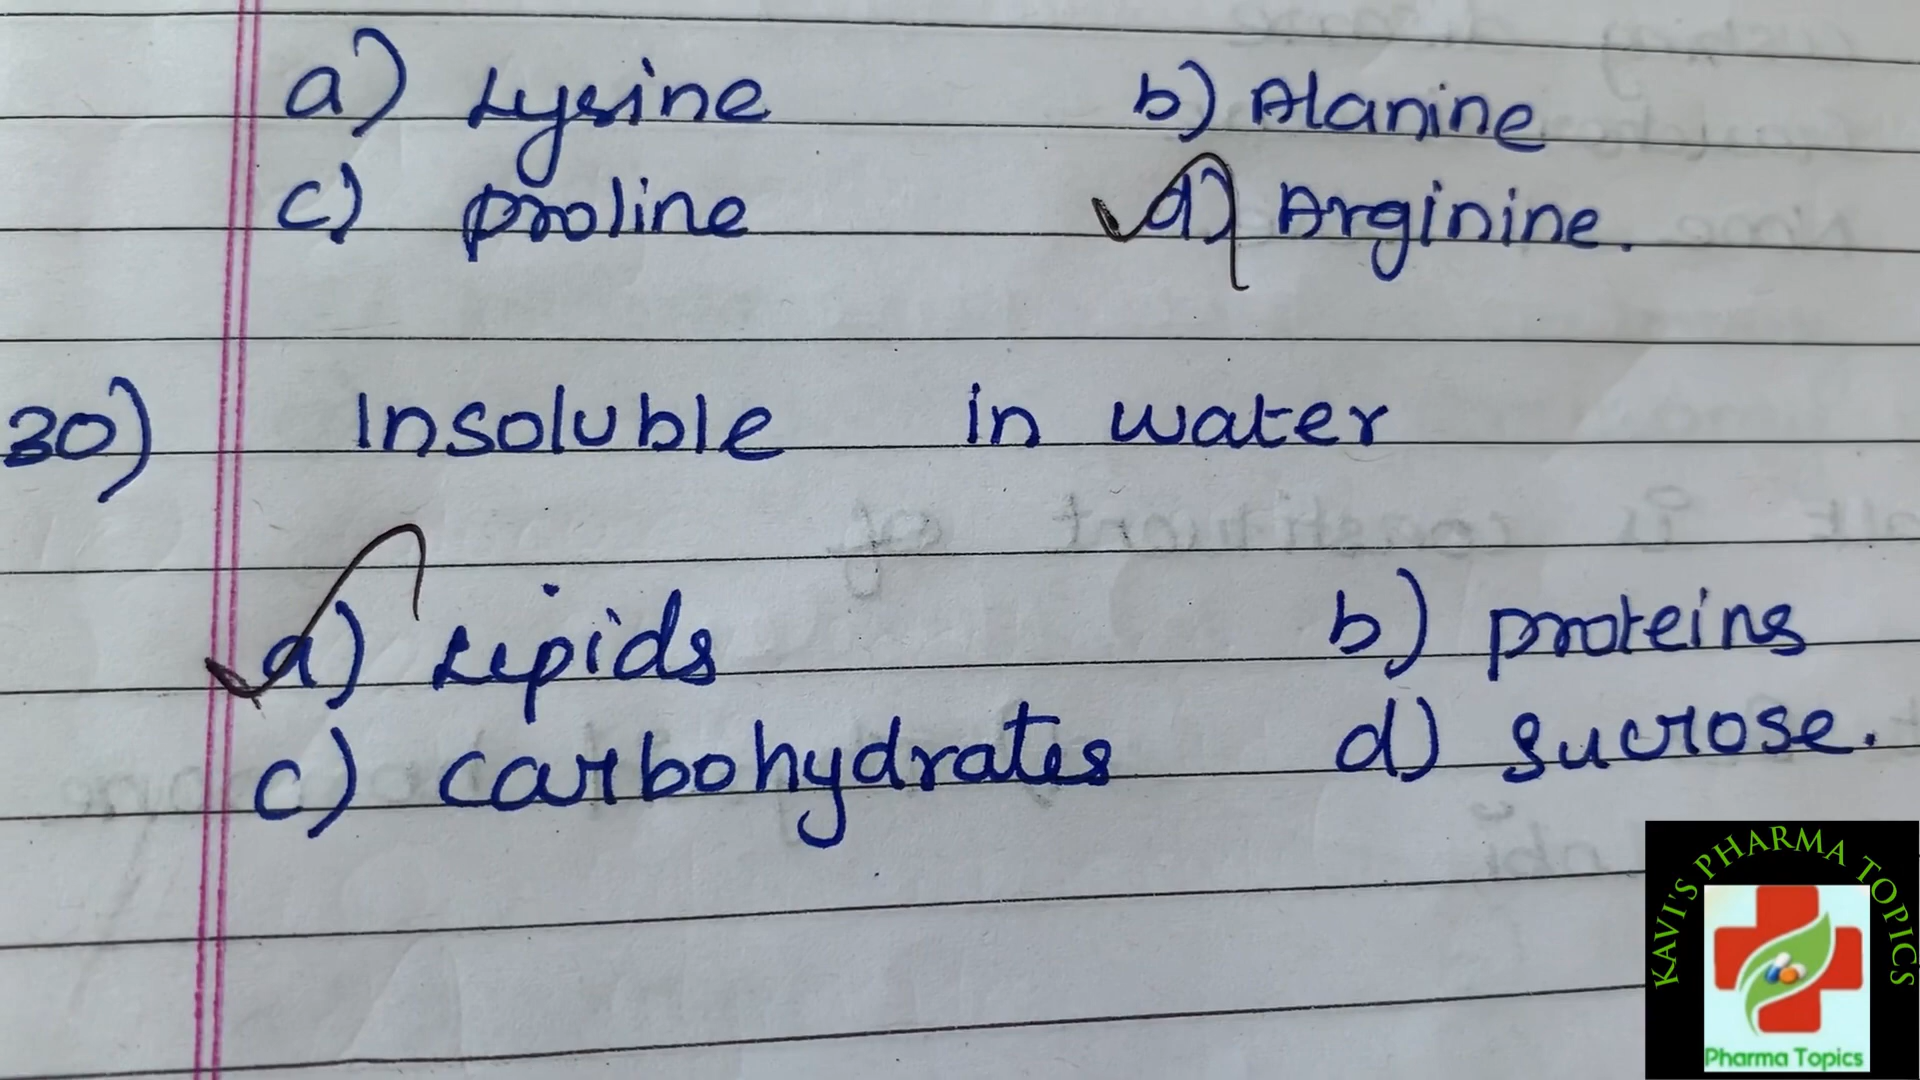 a) Lysine b) Alanine
c) proline d) Arginine.
30) Insoluble in water
a) Lipids b) proteins
c) carbohydrates d) sucrose.
KAVI'S PHARMA TOPICS
Pharma Topics